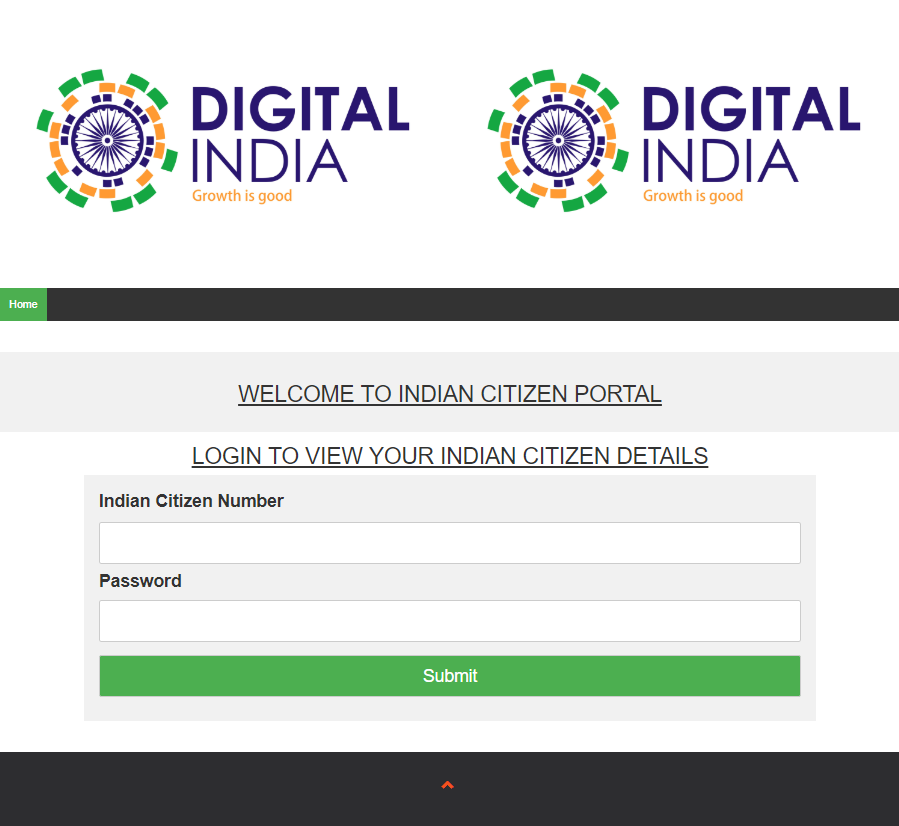 DIGITAL
INDIA
Growth is good
DIGITAL
INDIA
Growth is good
Home
WELCOME TO INDIAN CITIZEN PORTAL
LOGIN TO VIEW YOUR INDIAN CITIZEN DETAILS
Indian Citizen Number
Password
Submit